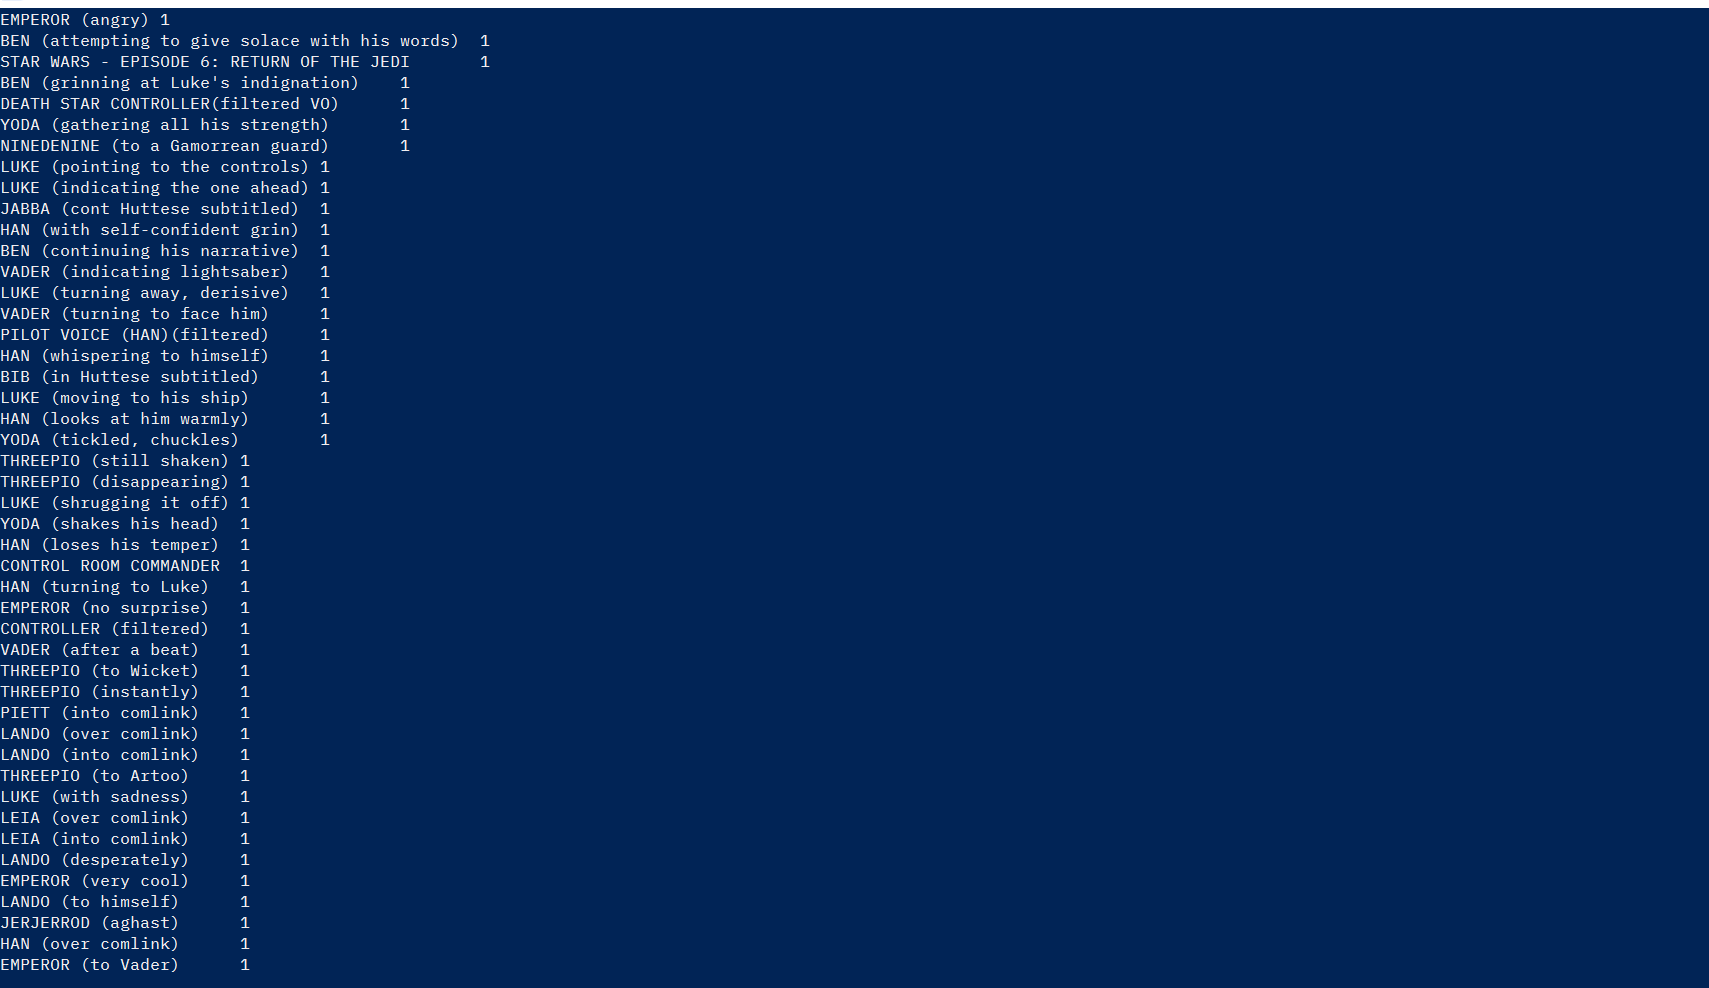 EMPEROR (angry) 1
BEN (attempting to give solace with his words)  1
STAR WARS - EPISODE 6: RETURN OF THE JEDI       1
BEN (grinning at Luke's indignation)    1
DEATH STAR CONTROLLER(filtered VO)      1
YODA (gathering all his strength)       1
NINEDENINE (to a Gamorrean guard)       1
LUKE (pointing to the controls) 1
LUKE (indicating the one ahead) 1
JABBA (cont Huttese subtitled)  1
HAN (with self-confident grin)  1
BEN (continuing his narrative)  1
VADER (indicating lightsaber)   1
LUKE (turning away, derisive)   1
VADER (turning to face him)     1
PILOT VOICE (HAN)(filtered)     1
HAN (whispering to himself)     1
BIB (in Huttese subtitled)      1
LUKE (moving to his ship)       1
HAN (looks at him warmly)       1
YODA (tickled, chuckles)        1
THREEPIO (still shaken) 1
THREEPIO (disappearing) 1
LUKE (shrugging it off) 1
YODA (shakes his head)  1
HAN (loses his temper)  1
CONTROL ROOM COMMANDER  1
HAN (turning to Luke)   1
EMPEROR (no surprise)   1
CONTROLLER (filtered)   1
VADER (after a beat)    1
THREEPIO (to Wicket)    1
THREEPIO (instantly)    1
PIETT (into comlink)    1
LANDO (over comlink)    1
LANDO (into comlink)    1
THREEPIO (to Artoo)     1
LUKE (with sadness)     1
LEIA (over comlink)     1
LEIA (into comlink)     1
LANDO (desperately)     1
EMPEROR (very cool)     1
LANDO (to himself)      1
JERJERROD (aghast)      1
HAN (over comlink)      1
EMPEROR (to Vader)      1